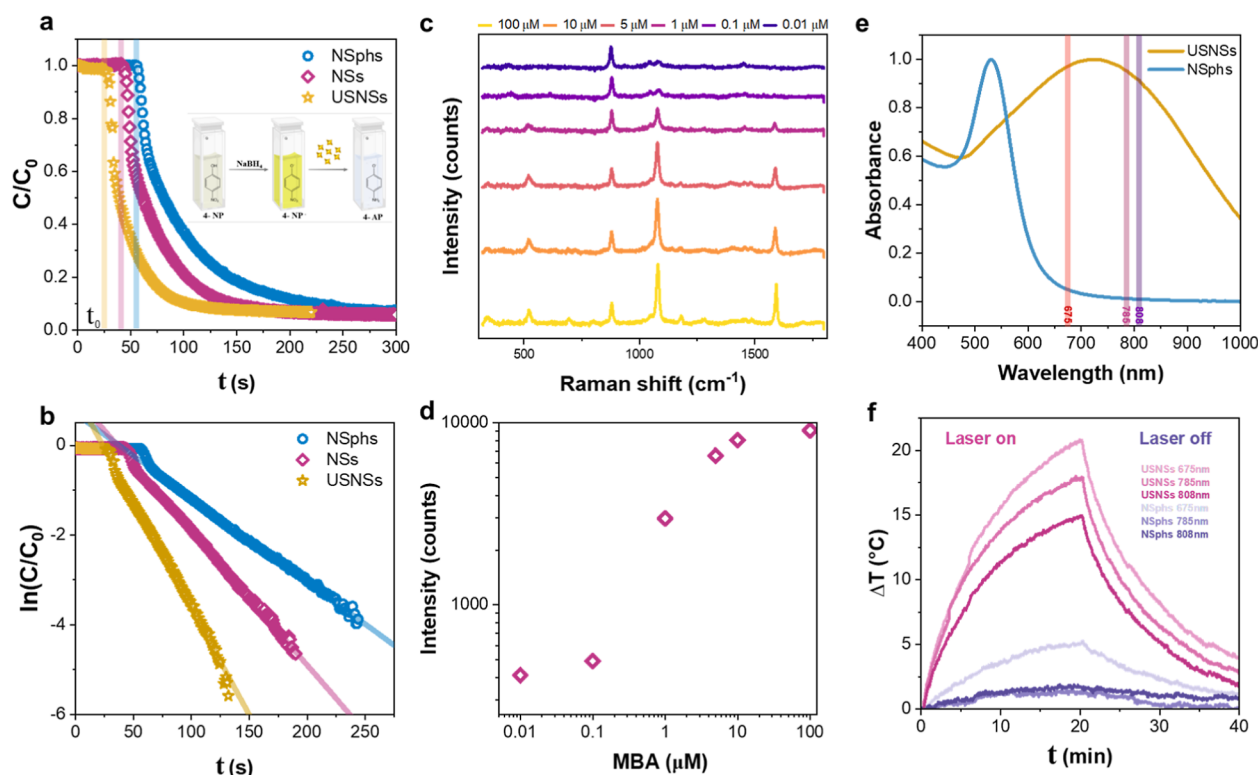 a
NSphs
NSs
USNSs
1.0
0.8
0.6
0.4
0.2
0.0
C/C0
NaBH4
4- NP
4- NP
4- AP
t0
0
50
100
150
200
250
300
t (s)
b
NSphs
NSs
USNSs
0
-2
-4
-6
ln(C/C0)
0
50
100
150
200
250
t (s)
c
100 μM
10 μM
5 μM
1 μM
0.1 μM
0.01 μM
Intensity (counts)
500
1000
1500
Raman shift (cm-1)
d
10000
1000
Intensity (counts)
0.01
0.1
1
10
100
MBA (μM)
e
USNSs
NSphs
1.0
0.8
0.6
0.4
0.2
0.0
Absorbance
675
785
808
400
500
600
700
800
900
1000
Wavelength (nm)
f
Laser on
Laser off
USNSs 675nm
USNSs 785nm
USNSs 808nm
NSphs 675nm
NSphs 785nm
NSphs 808nm
20
15
10
5
0
ΔT (°C)
0
10
20
30
40
t (min)